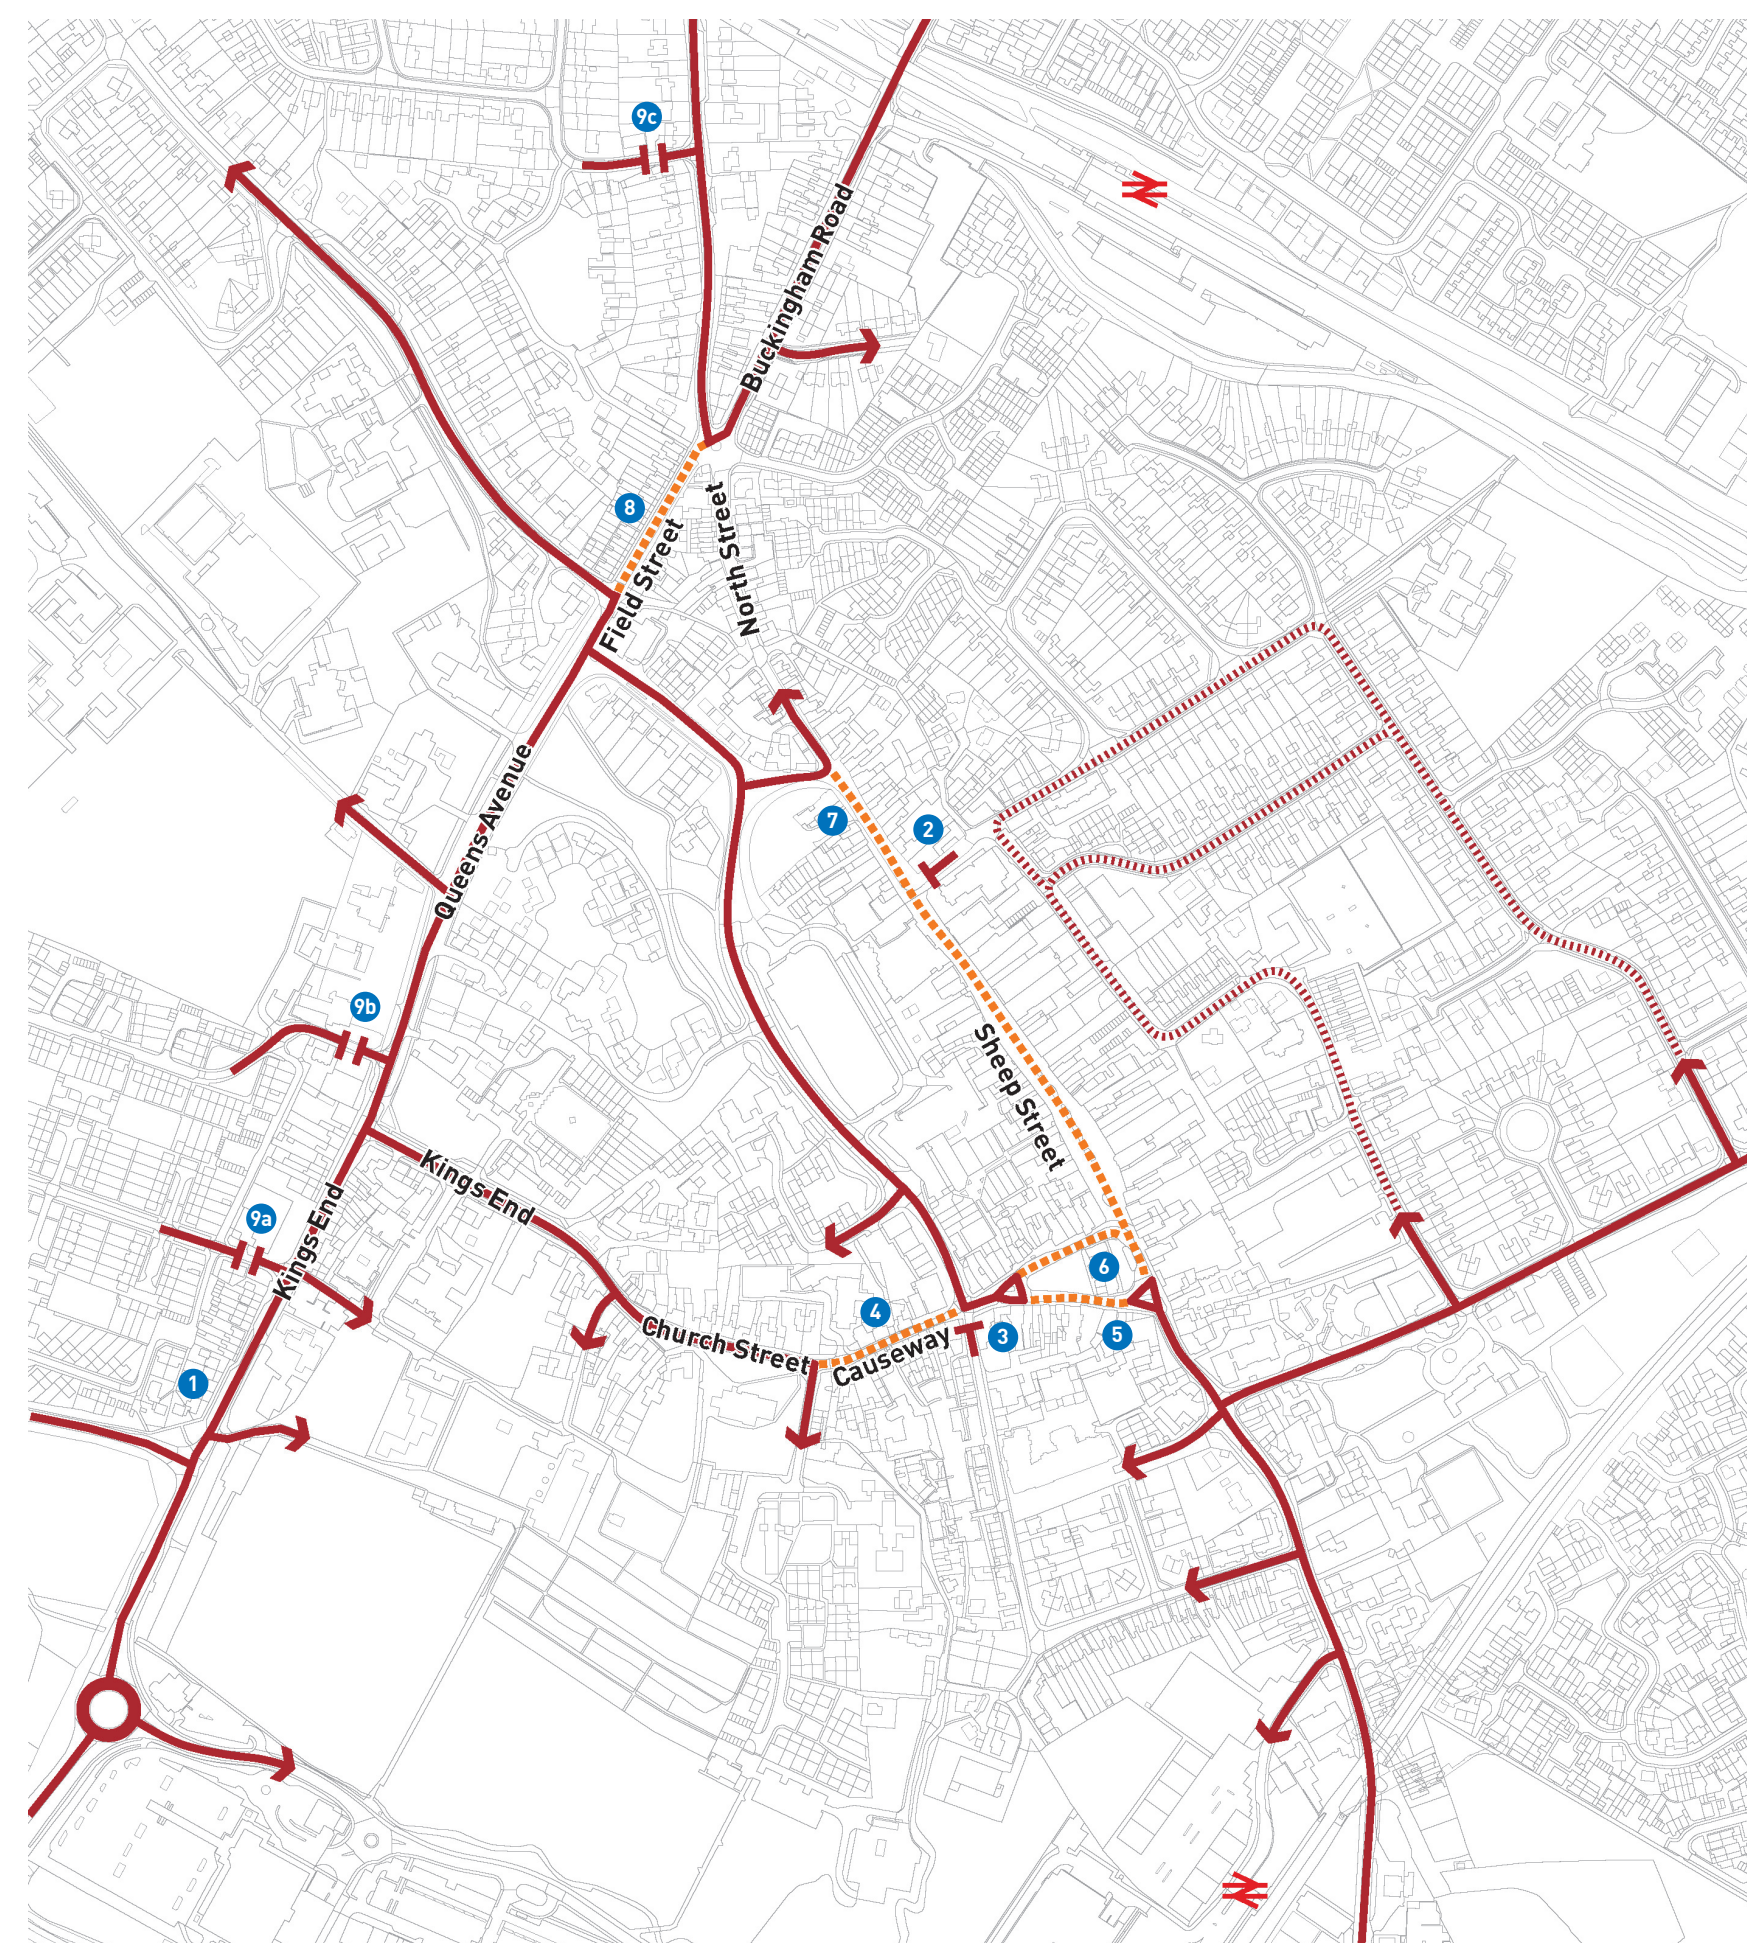 9c
Buckingham Road
8
Field Street
North Street
7
2
Queens Avenue
9b
Sheep Street
Kings End
9a
Kings End
6
4
3
5
Church Street
Causeway
1